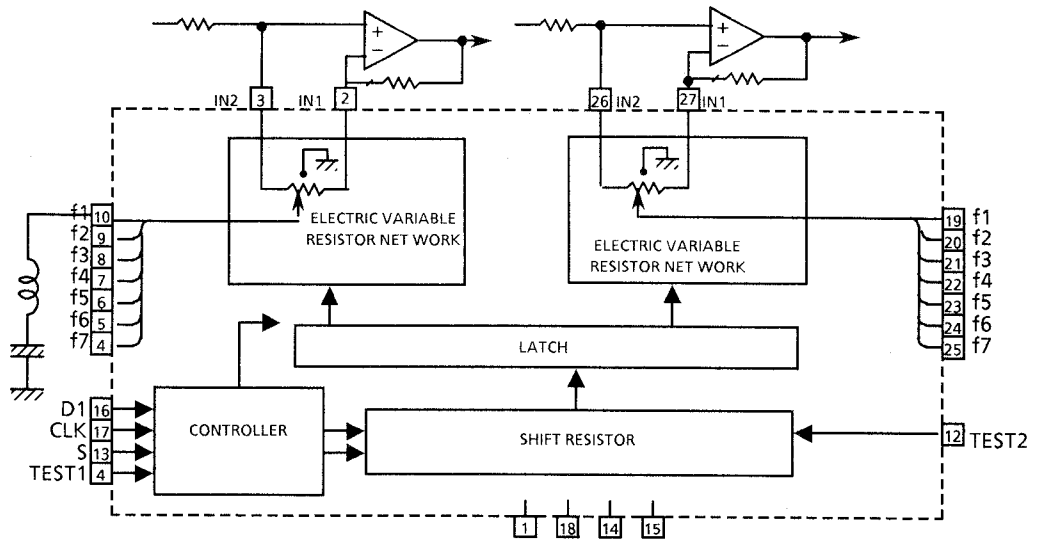 +
−
+
−
IN2 3 IN1 2
26 IN2 27 IN1
ELECTRIC VARIABLE
RESISTOR NET WORK
ELECTRIC VARIABLE
RESISTOR NET WORK
f1 10
f2 9
f3 8
f4 7
f5 6
f6 5
f7 4
19 f1
20 f2
21 f3
22 f4
23 f5
24 f6
25 f7
LATCH
D1 16
CLK 17
S 13
TEST1 4
CONTROLLER
SHIFT RESISTOR
12 TEST2
1 18 14 15